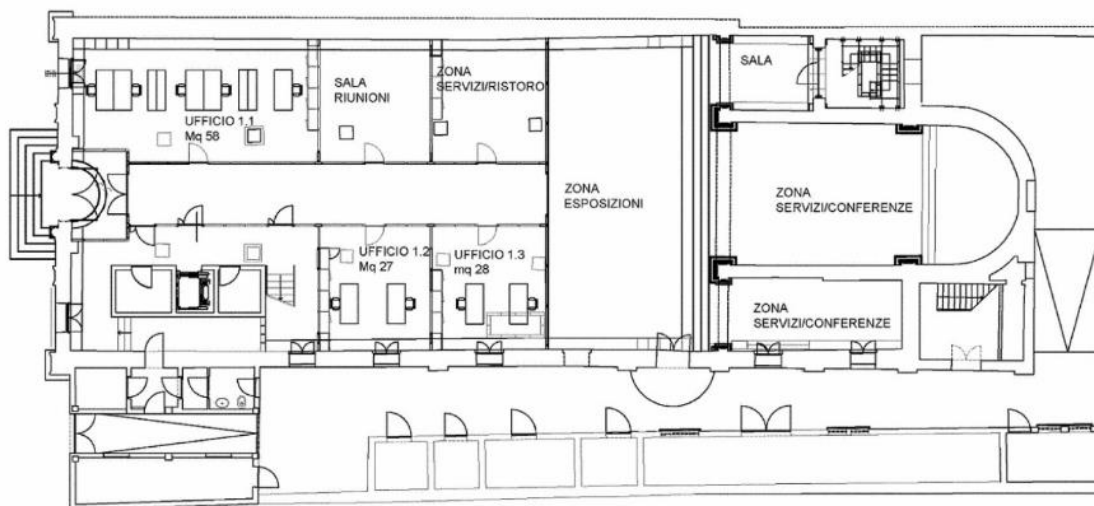 UFFICIO 1.1
Mq 58
SALA
RIUNIONI
ZONA
SERVIZI/RISTORO
SALA
ZONA
ESPOSIZIONI
ZONA
SERVIZI/CONFERENZE
UFFICIO 1.2
Mq 27
UFFICIO 1.3
mq 28
ZONA
SERVIZI/CONFERENZE